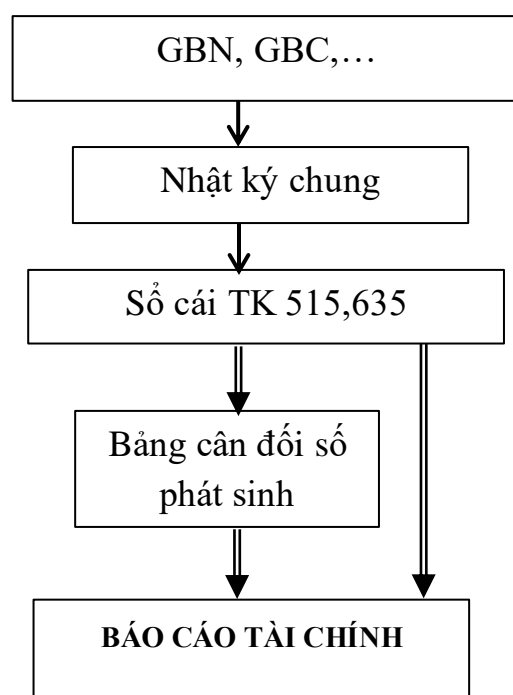 GBN, GBC,…
Nhật ký chung
Sổ cái TK 515,635
Bảng cân đối số
phát sinh
BÁO CÁO TÀI CHÍNH